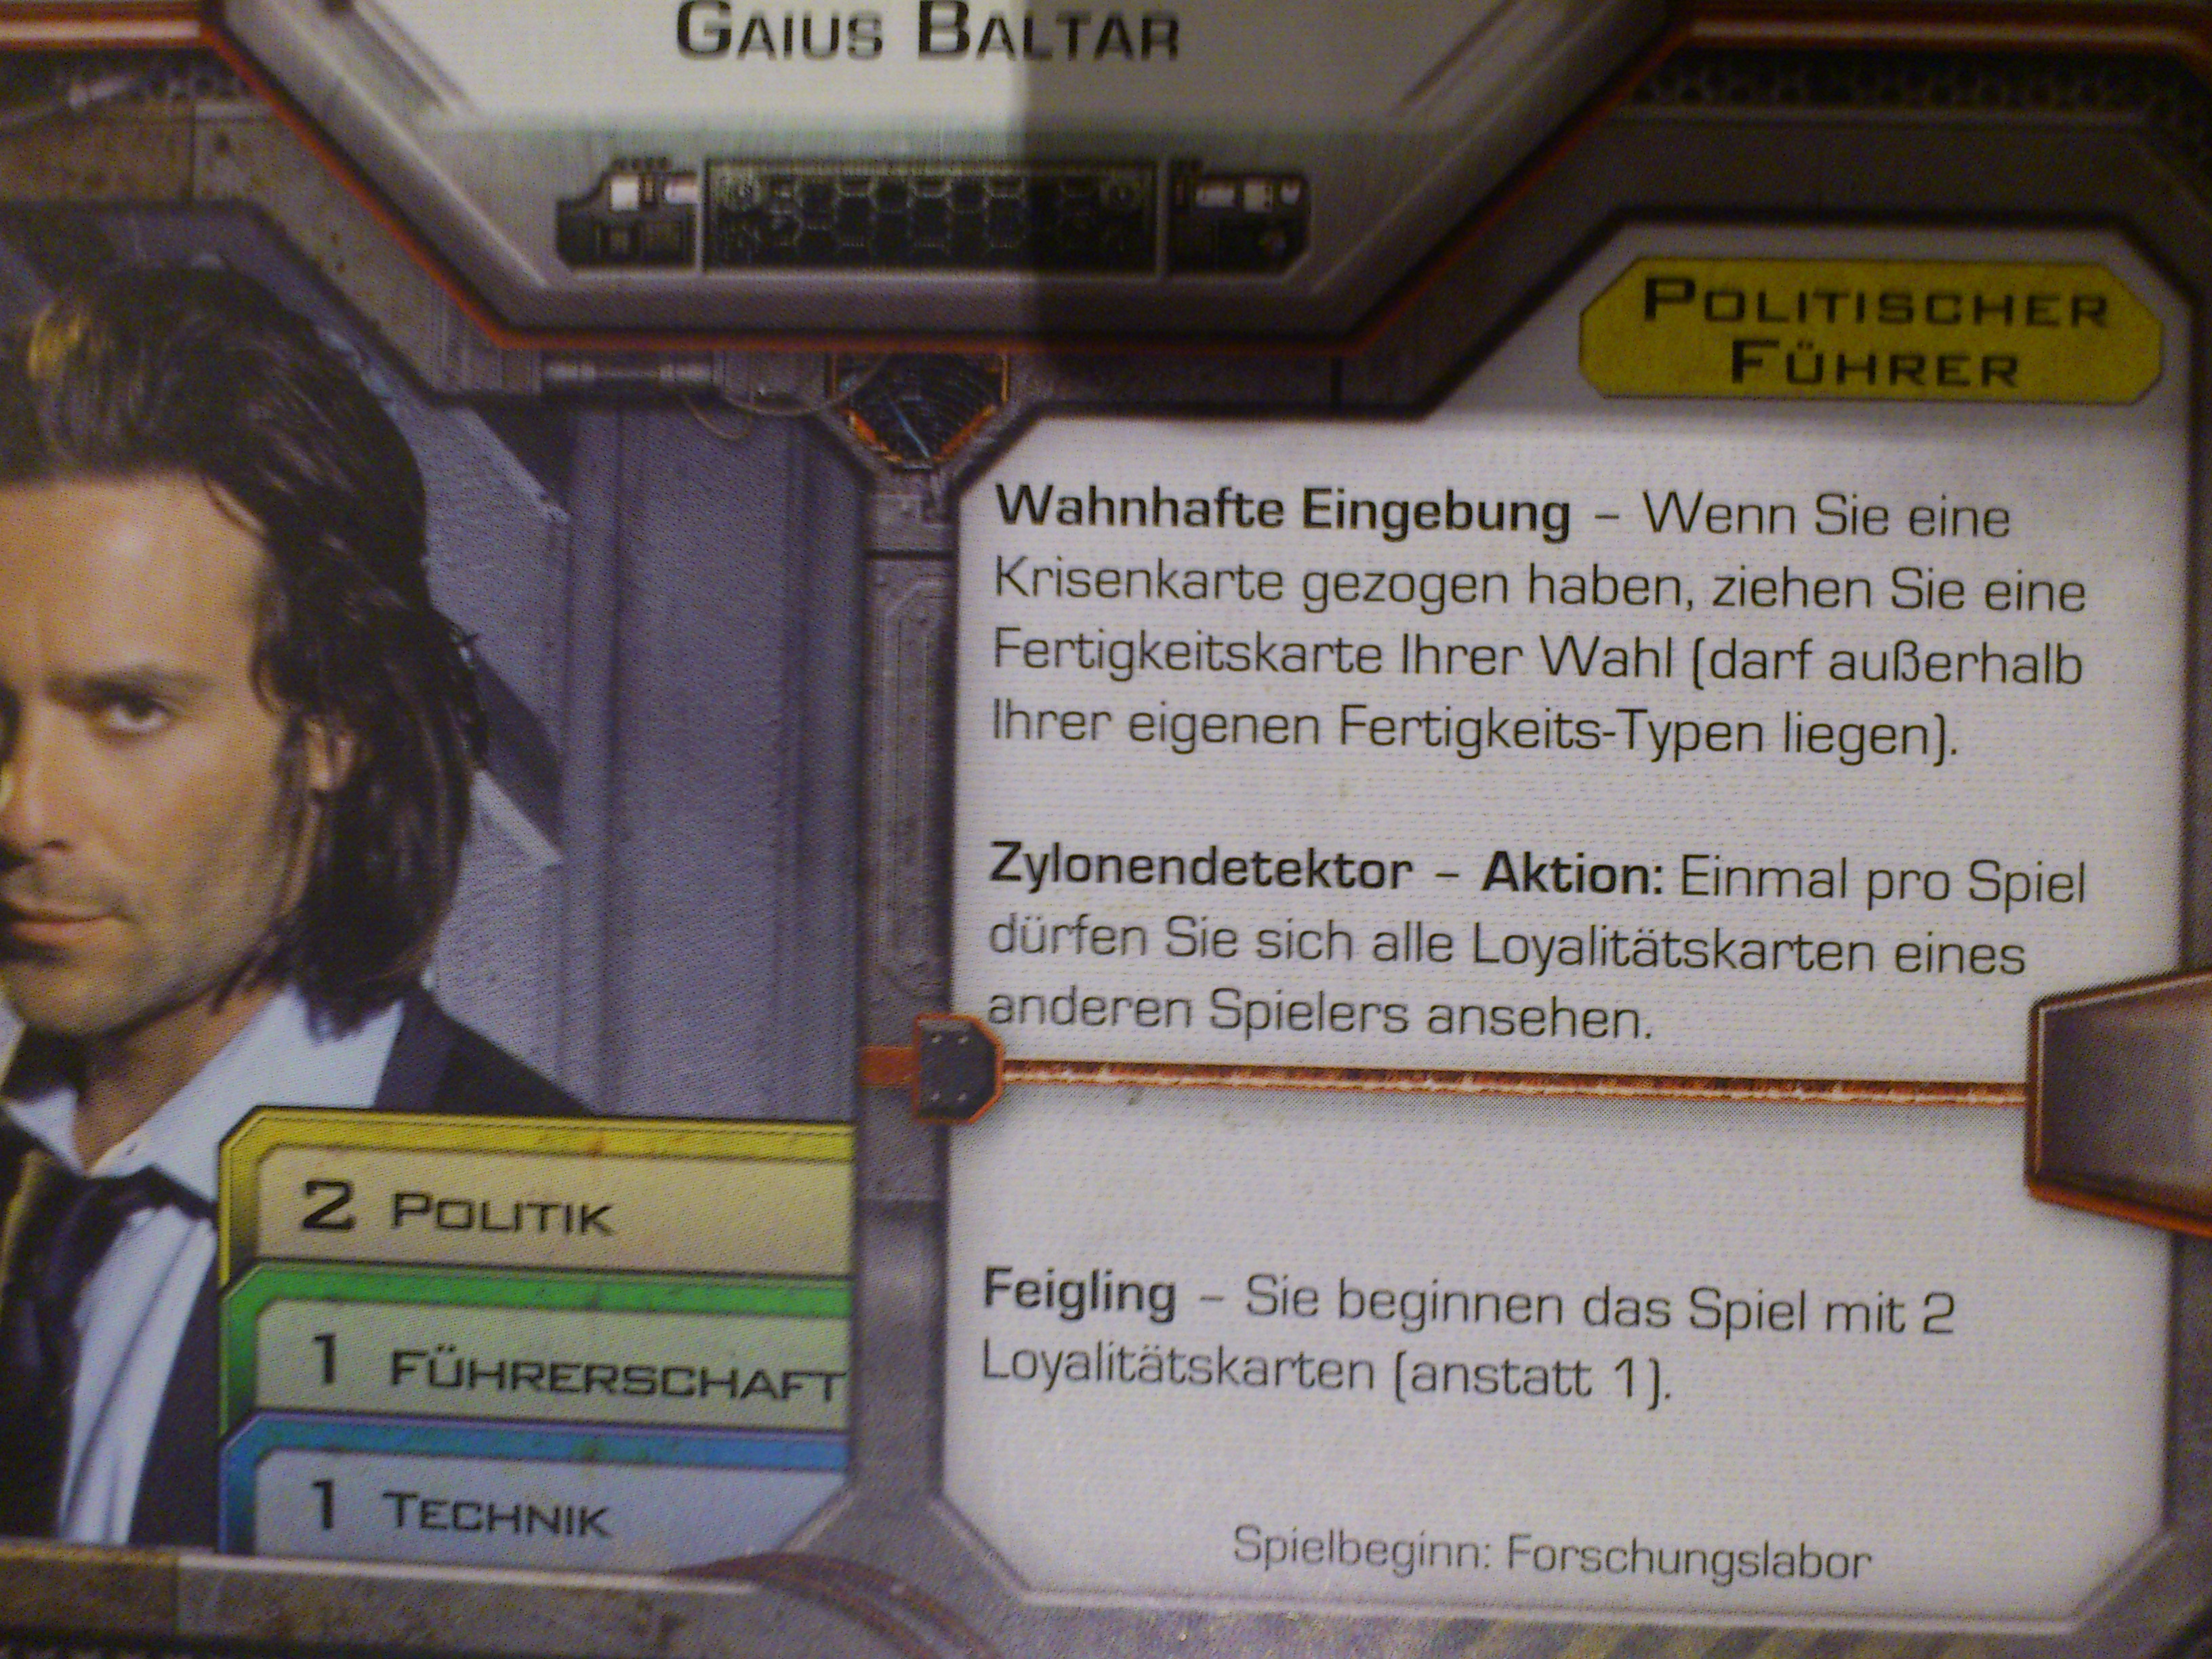 GAIUS BALTAR
POLITISCHER
FÜHRER
Wahnhafte Eingebung – Wenn Sie eine
Krisenkarte gezogen haben, ziehen Sie eine
Fertigkeitskarte Ihrer Wahl (darf außerhalb
Ihrer eigenen Fertigkeits-Typen liegen).
Zylonendetektor – Aktion: Einmal pro Spiel
dürfen Sie sich alle Loyalitätskarten eines
anderen Spielers ansehen.
Feigling – Sie beginnen das Spiel mit 2
Loyalitätskarten (anstatt 1).
Spielbeginn: Forschungslabor
2 POLITIK
1 FÜHRERSCHAFT
1 TECHNIK